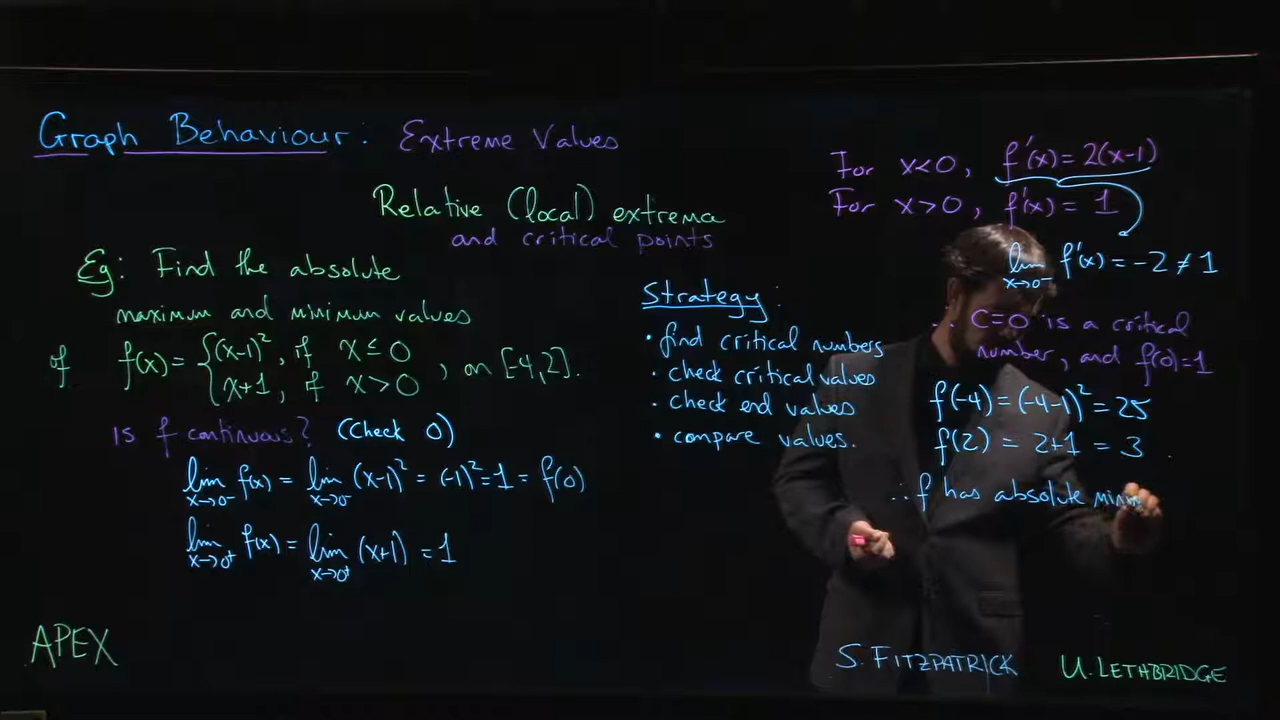 Graph Behaviour: Extreme Values
Relative (local) extrema
and critical points
Eg: Find the absolute
maximum and minimum values
of f(x) = { (x-1)², if x ≤ 0
x+1, if x > 0 , on [-4,2].
Is f continuous? (Check 0)
lim x→0⁻ f(x) = lim x→0⁻ (x-1)² = (-1)² = 1 = f(0)
lim x→0⁺ f(x) = lim x→0⁺ (x+1) = 1
APEX
Strategy:
• find critical numbers
• check critical values
• check end values
• compare values.
For x<0, f'(x) = 2(x-1)
For x>0, f'(x) = 1
lim x→0⁻ f'(x) = -2 ≠ 1
c=0 is a critical
number, and f(0)=1
f(-4) = (-4-1)² = 25
f(2) = 2+1 = 3
∴ f has absolute
S. FITZPATRICK U. LETHBRIDGE